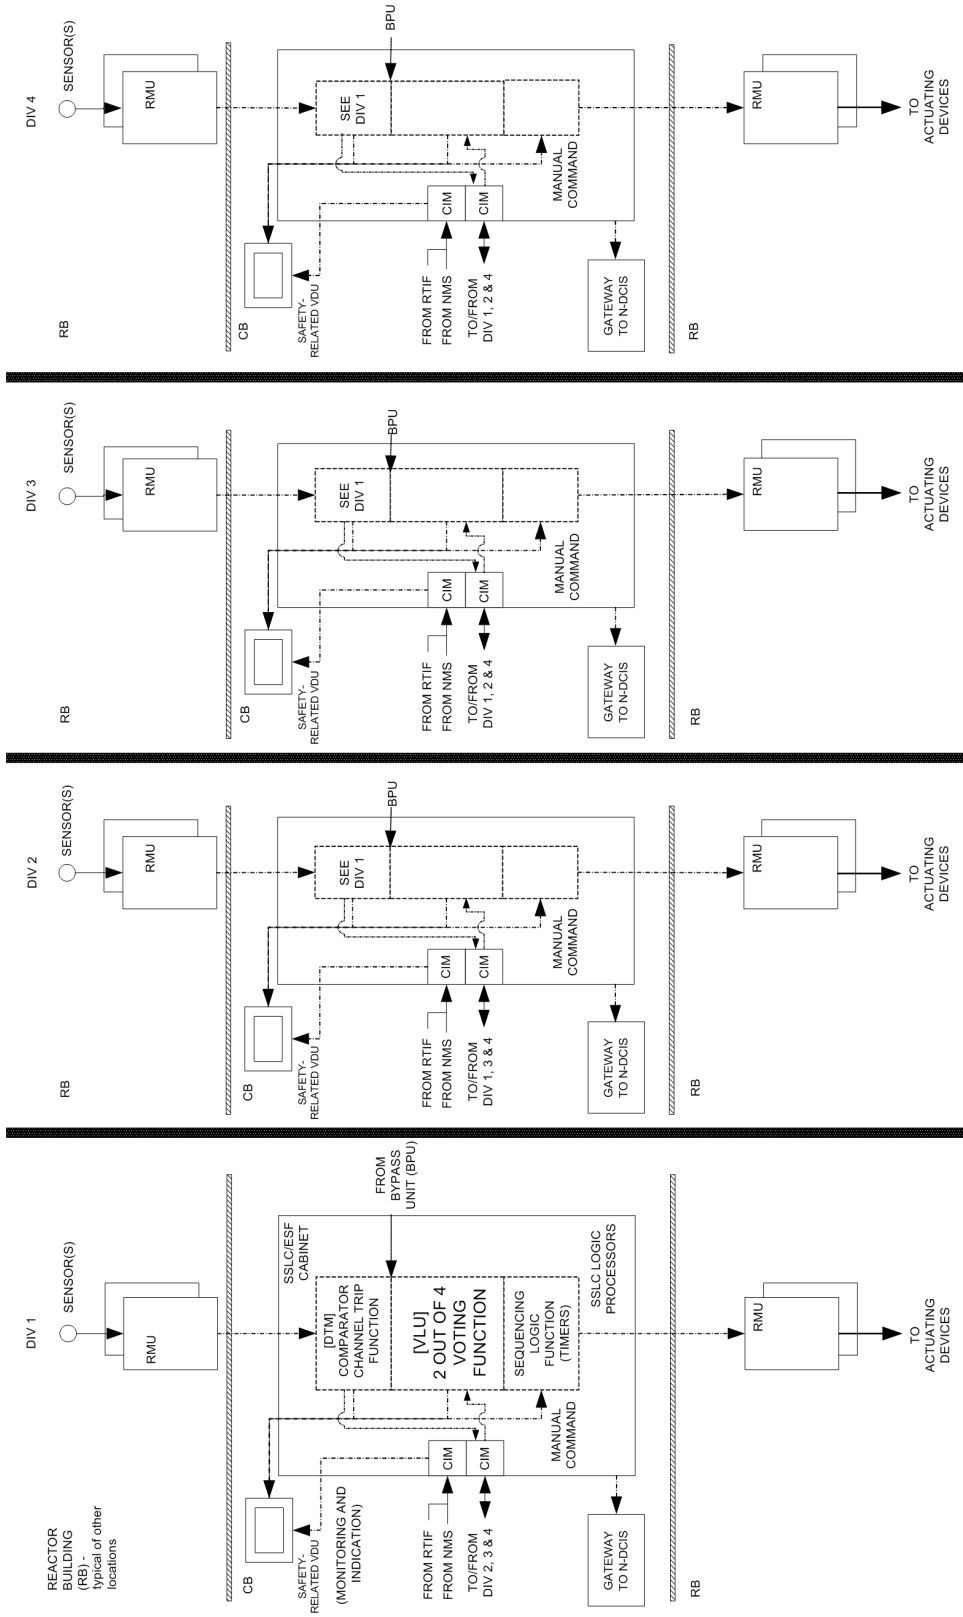 DIV 1
REACTOR
BUILDING
(RB) -
typical of other
locations
SENSOR(S)
RMU
CB
SAFETY-
RELATED VDU
(MONITORING AND
INDICATION)
SSLC/ESF
CABINET
[DTM]
COMPARATOR
CHANNEL TRIP
FUNCTION
FROM
BYPASS
UNIT (BPU)
[VLU]
2 OUT OF 4
VOTING
FUNCTION
CIM
CIM
FROM RTIF
FROM NMS
TO/FROM
DIV 2, 3 & 4
SEQUENCING
LOGIC
FUNCTION
(TIMERS)
MANUAL
COMMAND
SSLC LOGIC
PROCESSORS
GATEWAY
TO N-DCIS
RB
RMU
TO
ACTUATING
DEVICES
DIV 2
SENSOR(S)
RB
RMU
CB
SAFETY-
RELATED VDU
SEE
DIV 1
BPU
CIM
CIM
FROM RTIF
FROM NMS
TO/FROM
DIV 1, 3 & 4
MANUAL
COMMAND
GATEWAY
TO N-DCIS
RB
RMU
TO
ACTUATING
DEVICES
DIV 3
SENSOR(S)
RB
RMU
CB
SAFETY-
RELATED VDU
SEE
DIV 1
BPU
CIM
CIM
FROM RTIF
FROM NMS
TO/FROM
DIV 1, 2 & 4
MANUAL
COMMAND
GATEWAY
TO N-DCIS
RB
RMU
TO
ACTUATING
DEVICES
DIV 4
SENSOR(S)
RB
RMU
CB
SAFETY-
RELATED VDU
SEE
DIV 1
BPU
CIM
CIM
FROM RTIF
FROM NMS
TO/FROM
DIV 1, 2 & 4
MANUAL
COMMAND
GATEWAY
TO N-DCIS
RB
RMU
TO
ACTUATING
DEVICES